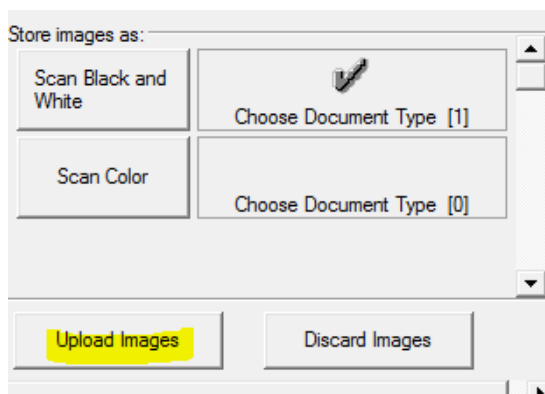 Store images as:
Scan Black and
White
Choose Document Type [1]
Scan Color
Choose Document Type [0]
Upload Images
Discard Images